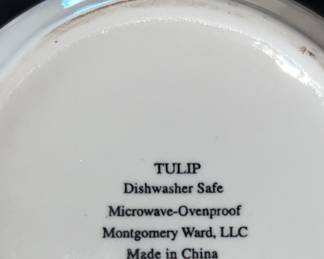 TULIP
Dishwasher Safe
Microwave-Ovenproof
Montgomery Ward, LLC
Made in China